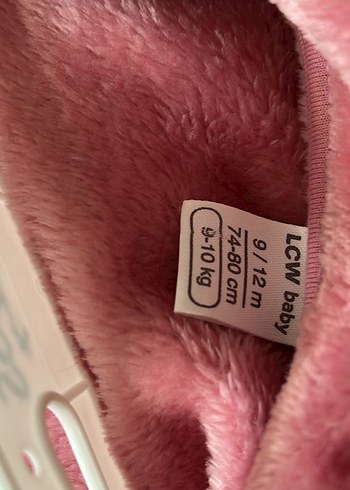 LCW baby
9 / 12 m
74-80 cm
9-10 kg